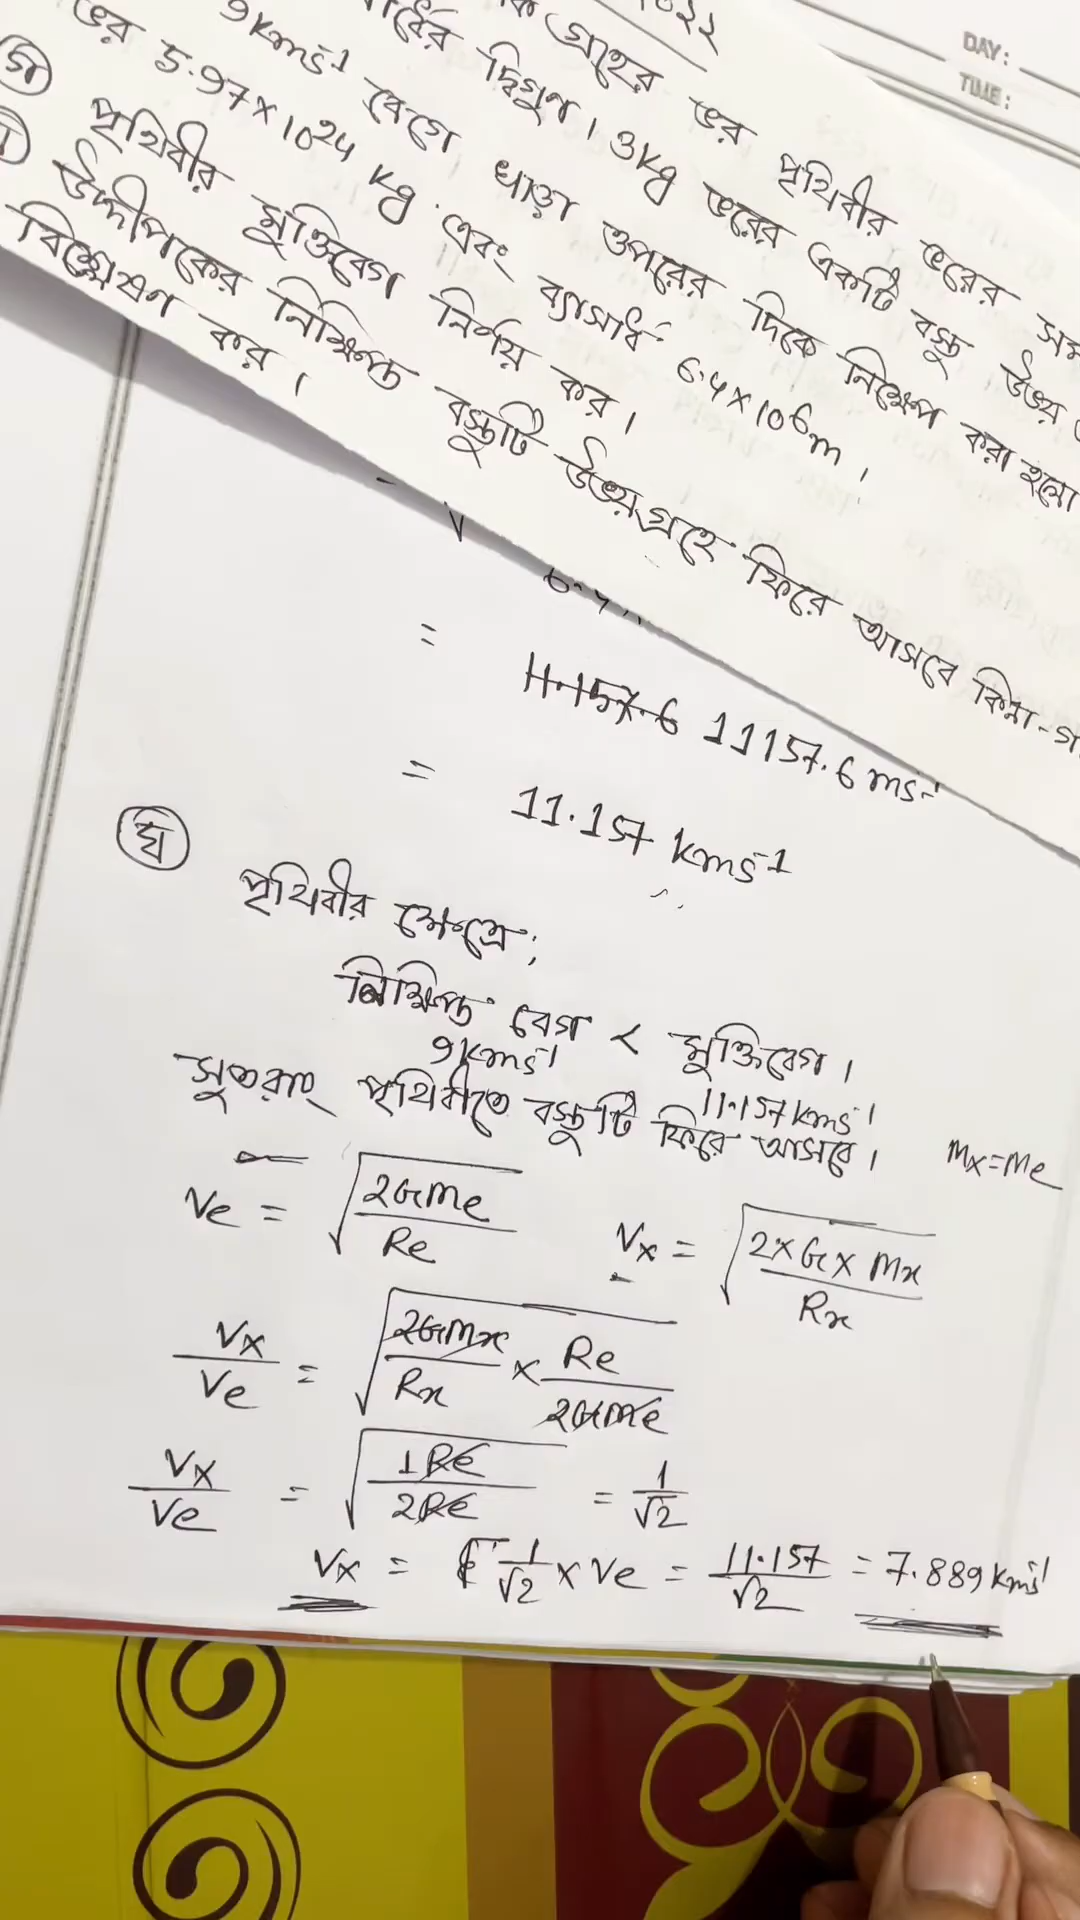 ২০২২
DAY:
TIME:
গ্রহের ভর পৃথিবীর ভরের
দ্বিগুণ। 3kg ভরের একটি বস্তু উভয়
9kms-1 বেগে খাড়া উপরের দিকে নিক্ষেপ করা হলো
ভর 5.97×1024 kg এবং ব্যাসার্ধ 6.4×106m।
গ পৃথিবীর মুক্তিবেগ নির্ণয় কর।
উদ্দীপকের নিক্ষিপ্ত বস্তুটি উভয় গ্রহে ফিরে আসবে কিনা-
বিশ্লেষণ কর।
= 11157.6 ms-1
= 11.157 kms-1
ঘ
পৃথিবীর ক্ষেত্রে;
নিক্ষিপ্ত বেগ < মুক্তিবেগ।
9kms-1 11.157kms-1
সুতরাং পৃথিবীতে বস্তুটি ফিরে আসবে।
Mx=Me
Ve = √2GMe/Re Vx = √2×G×Mx/Rx
Vx/Ve = √2GMx/Rx × Re/2GMe
Vx/Ve = √1Re/2Re = 1/√2
Vx = 1/√2 × Ve = 11.157/√2 = 7.889 kms-1